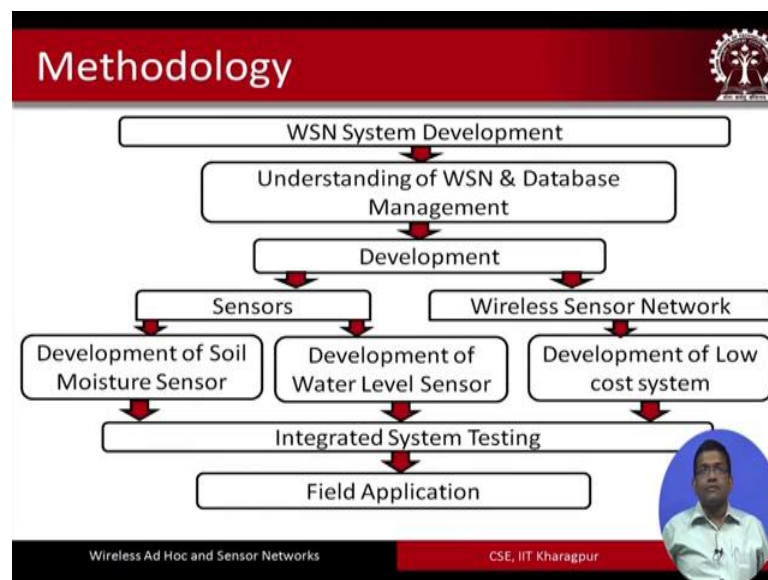 Methodology
WSN System Development
Understanding of WSN & Database
Management
Development
Sensors
Wireless Sensor Network
Development of Soil
Moisture Sensor
Development of
Water Level Sensor
Development of Low
cost system
Integrated System Testing
Field Application
Wireless Ad Hoc and Sensor Networks
CSE, IIT Kharagpur